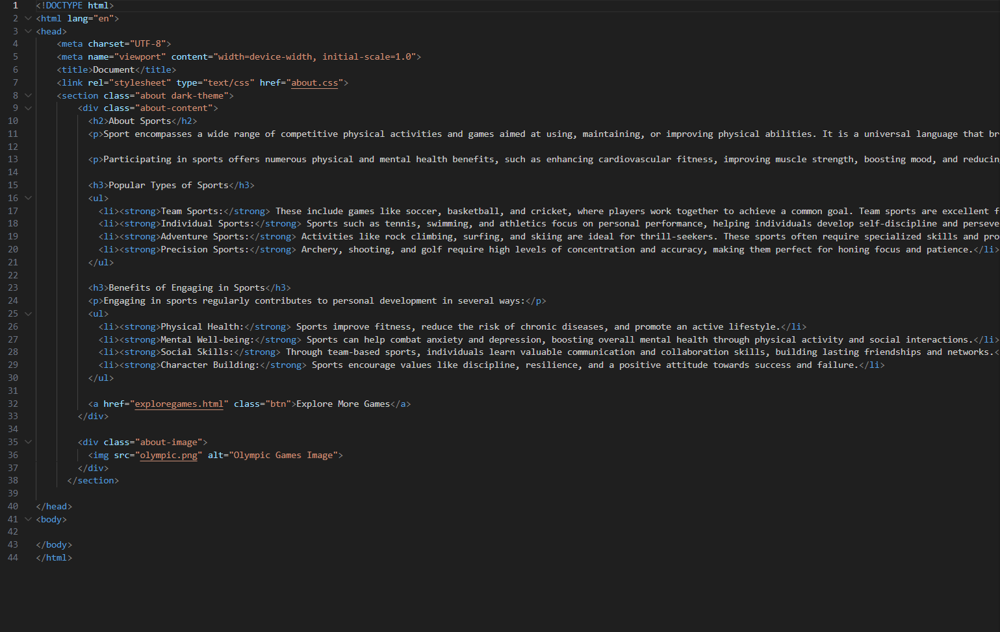 1 <!DOCTYPE html>
2 <html lang="en">
3 <head>
4 <meta charset="UTF-8">
5 <meta name="viewport" content="width=device-width, initial-scale=1.0">
6 <title>Document</title>
7 <link rel="stylesheet" type="text/css" href="about.css">
8 <section class="about dark-theme">
9 <div class="about-content">
10 <h2>About Sports</h2>
11 <p>Sport encompasses a wide range of competitive physical activities and games aimed at using, maintaining, or improving physical abilities. It is a universal language that br
12
13 <p>Participating in sports offers numerous physical and mental health benefits, such as enhancing cardiovascular fitness, improving muscle strength, boosting mood, and reducin
14
15 <h3>Popular Types of Sports</h3>
16 <ul>
17 <li><strong>Team Sports:</strong> These include games like soccer, basketball, and cricket, where players work together to achieve a common goal. Team sports are excellent f
18 <li><strong>Individual Sports:</strong> Sports such as tennis, swimming, and athletics focus on personal performance, helping individuals develop self-discipline and perseve
19 <li><strong>Adventure Sports:</strong> Activities like rock climbing, surfing, and skiing are ideal for thrill-seekers. These sports often require specialized skills and pro
20 <li><strong>Precision Sports:</strong> Archery, shooting, and golf require high levels of concentration and accuracy, making them perfect for honing focus and patience.</li>
21 </ul>
22
23 <h3>Benefits of Engaging in Sports</h3>
24 <p>Engaging in sports regularly contributes to personal development in several ways:</p>
25 <ul>
26 <li><strong>Physical Health:</strong> Sports improve fitness, reduce the risk of chronic diseases, and promote an active lifestyle.</li>
27 <li><strong>Mental Well-being:</strong> Sports can help combat anxiety and depression, boosting overall mental health through physical activity and social interactions.</li>
28 <li><strong>Social Skills:</strong> Through team-based sports, individuals learn valuable communication and collaboration skills, building lasting friendships and networks.<
29 <li><strong>Character Building:</strong> Sports encourage values like discipline, resilience, and a positive attitude towards success and failure.</li>
30 </ul>
31
32 <a href="exploregames.html" class="btn">Explore More Games</a>
33 </div>
34
35 <div class="about-image">
36 <img src="olympic.png" alt="Olympic Games Image">
37 </div>
38 </section>
39
40 </head>
41 <body>
42
43 </body>
44 </html>